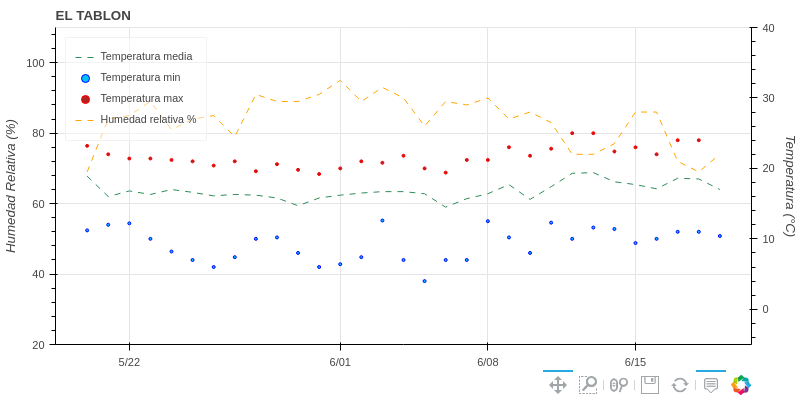 EL TABLON
Temperatura media
Temperatura min
Temperatura max
Humedad relativa %
Humedad Relativa (%)
100
80
60
40
20
Temperatura (°C)
40
30
20
10
0
5/22
6/01
6/08
6/15